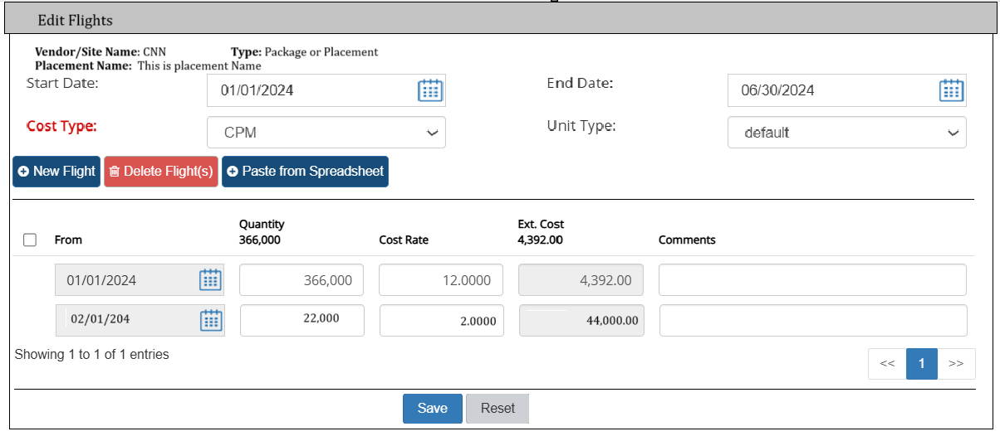 Edit Flights
Vendor/Site Name: CNN Type: Package or Placement
Placement Name: This is placement Name
Start Date: 01/01/2024 End Date: 06/30/2024
Cost Type: CPM Unit Type: default
New Flight Delete Flight(s) Paste from Spreadsheet
Quantity Ext. Cost
From 366,000 Cost Rate 4,392.00 Comments
01/01/2024 366,000 12.0000 4,392.00
02/01/204 22,000 2.0000 44,000.00
Showing 1 to 1 of 1 entries
<< 1 >>
Save Reset